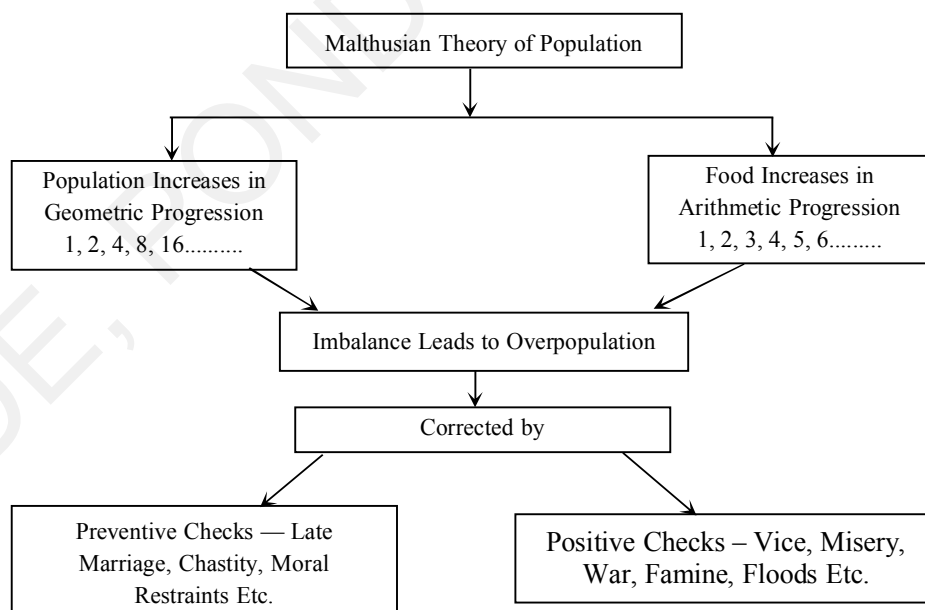 Malthusian Theory of Population
Population Increases in
Geometric Progression
1, 2, 4, 8, 16..........
Food Increases in
Arithmetic Progression
1, 2, 3, 4, 5, 6.........
Imbalance Leads to Overpopulation
Corrected by
Preventive Checks — Late
Marriage, Chastity, Moral
Restraints Etc.
Positive Checks – Vice, Misery,
War, Famine, Floods Etc.
DE, POND